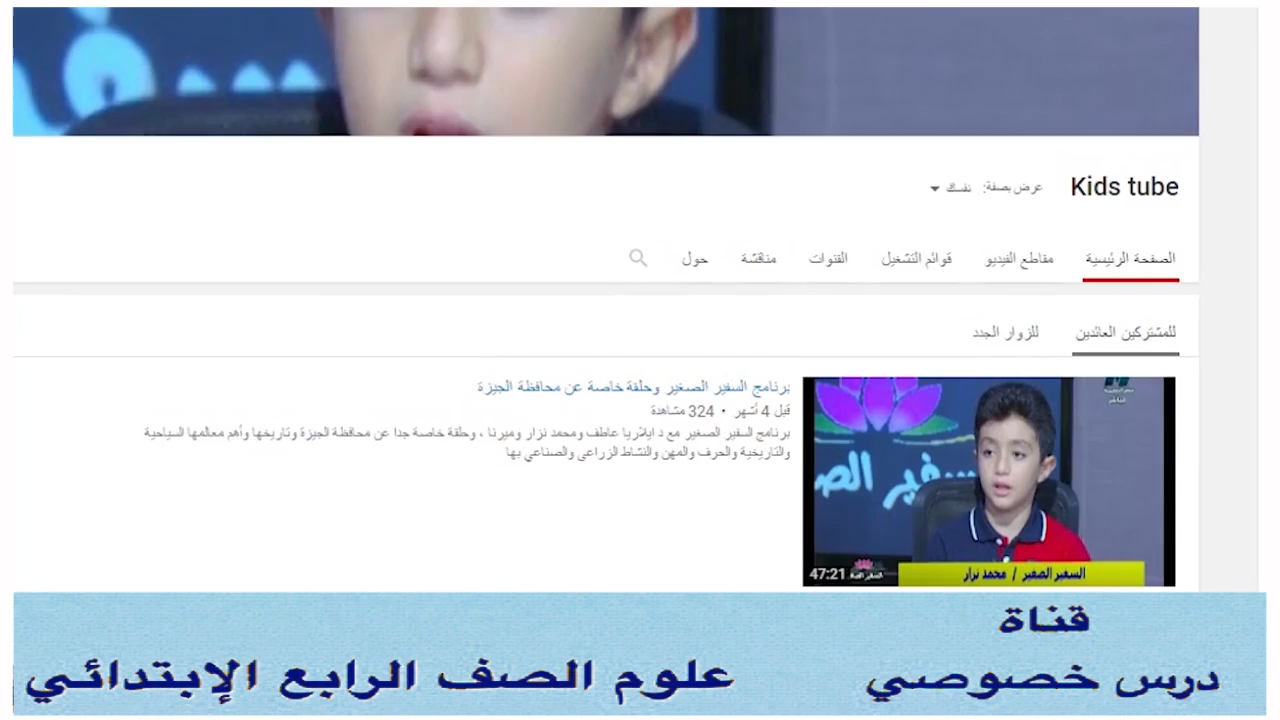 Kids tube
عرض بصفة: نفسك
الصفحة الرئيسية مقاطع الفيديو قوائم التشغيل القنوات مناقشة حول
للمشتركين العائدين للزوار الجدد
برنامج السفير الصغير وحلقة خاصة عن محافظة الجيزة
قبل 4 أشهر • 324 مشاهدة
برنامج السفير الصغير مع د ايلاريا عاطف ومحمد نزار وميرنا ، وحلقة خاصة جدا عن محافظة الجيزة وتاريخها وأهم معالمها السياحية
والتاريخية والحرف والمهن والنشاط الزراعى والصناعي بها
السفير الصغير / محمد نزار
47:21
قناة
درس خصوصي
علوم الصف الرابع الإبتدائي